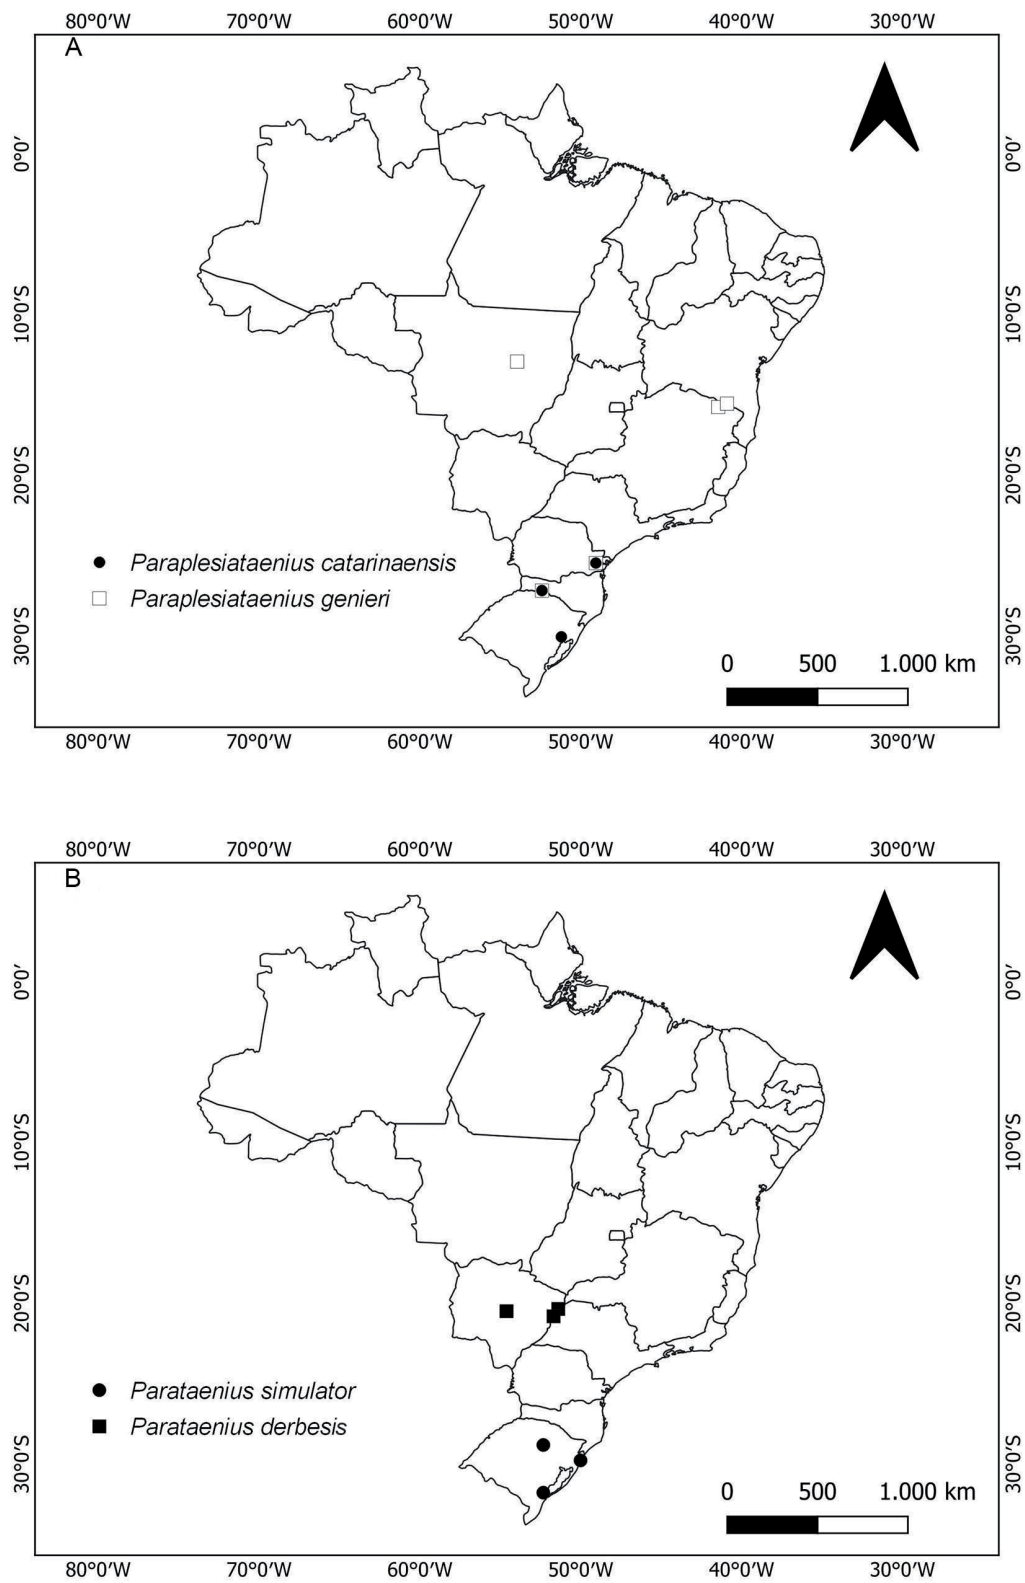 80°0′W 70°0′W 60°0′W 50°0′W 40°0′W 30°0′W
A
0°0′ 0°0′
10°0′S 10°0′S
20°0′S 20°0′S
30°0′S 30°0′S
Paraplesiataenius catarinaensis
Paraplesiataenius genieri
0 500 1.000 km
80°0′W 70°0′W 60°0′W 50°0′W 40°0′W 30°0′W
80°0′W 70°0′W 60°0′W 50°0′W 40°0′W 30°0′W
B
0°0′ 0°0′
10°0′S 10°0′S
20°0′S 20°0′S
30°0′S 30°0′S
Parataenius simulator
Parataenius derbesis
0 500 1.000 km
80°0′W 70°0′W 60°0′W 50°0′W 40°0′W 30°0′W